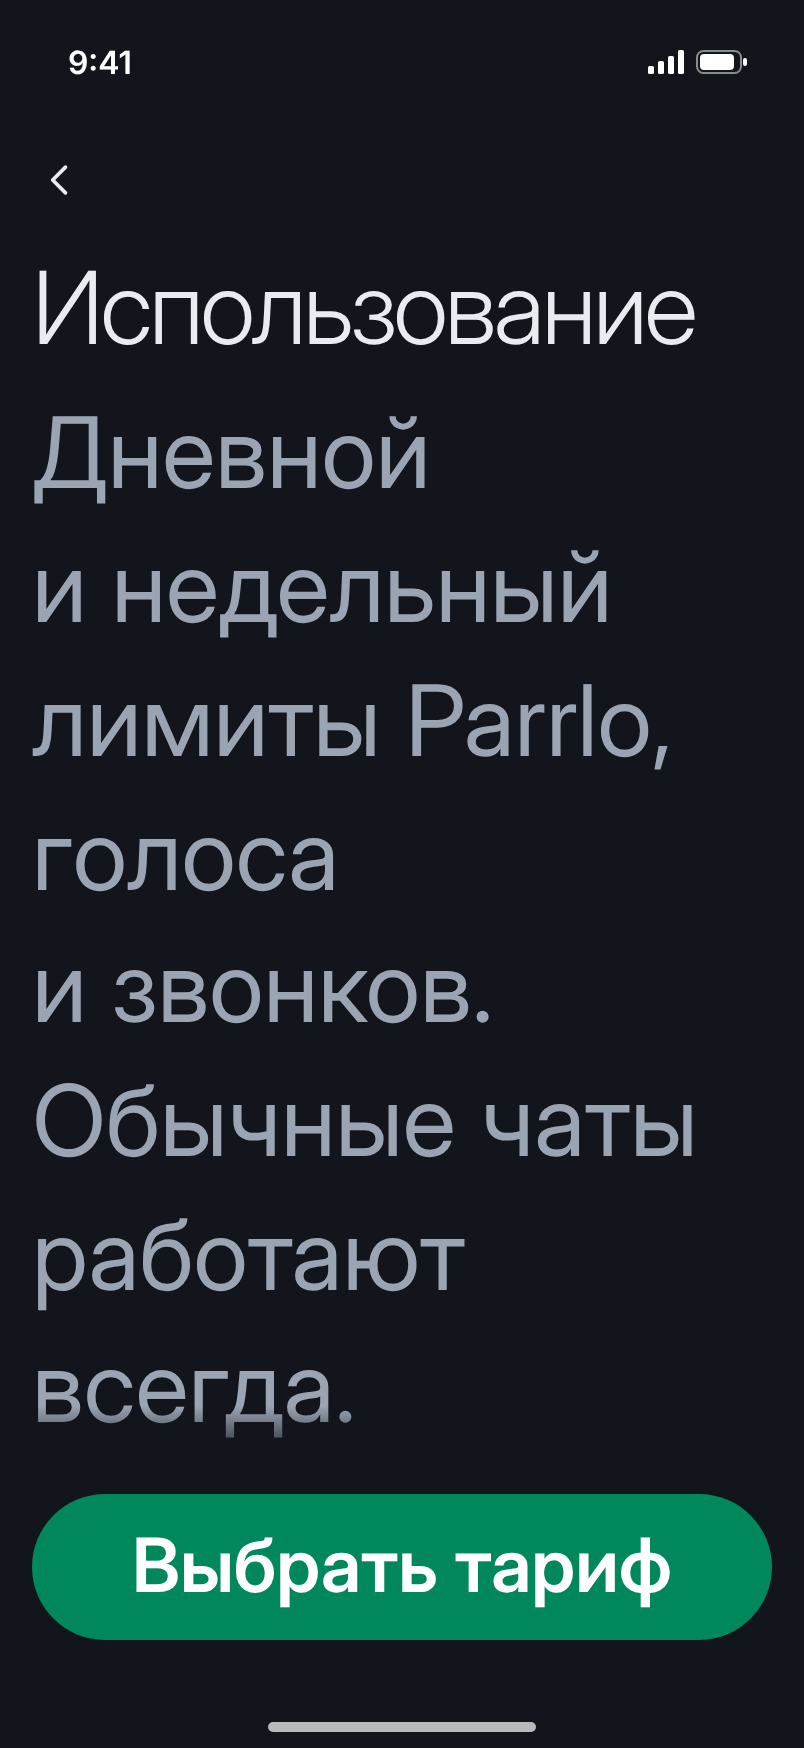 9:41
Использование
Дневной
и недельный
лимиты Parrlo,
голоса
и звонков.
Обычные чаты
работают
всегда.
Выбрать тариф